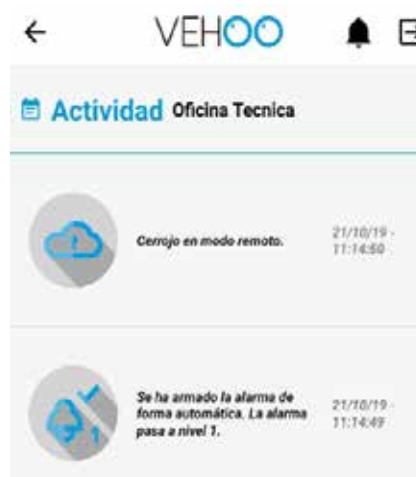 VEHOO
Actividad Oficina Tecnica
Cerrojo en modo remoto.
21/10/19 -
11:14:50
Se ha armado la alarma de
forma automática. La alarma
pasa a nivel 1.
21/10/19 -
11:14:49
1